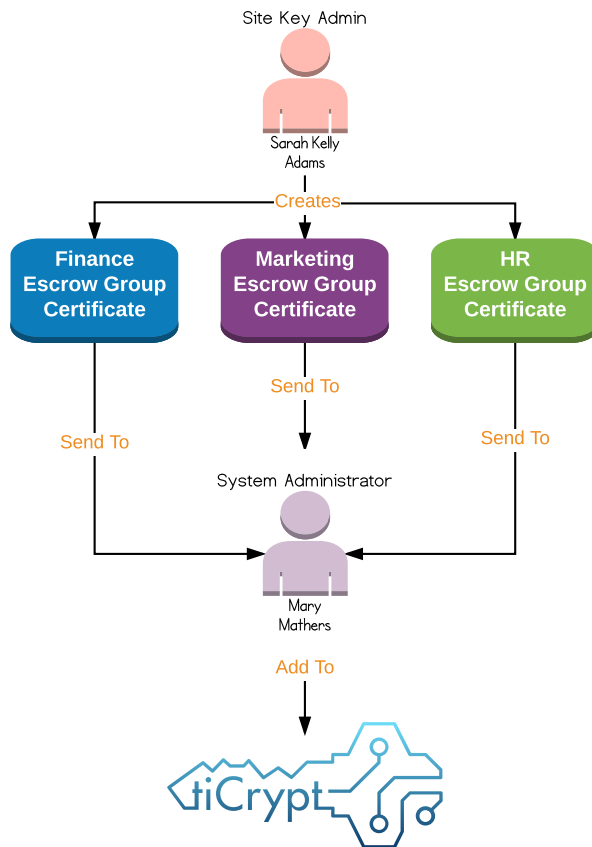 Site Key Admin
Sarah Kelly
Adams
Creates
Finance
Escrow Group
Certificate
Marketing
Escrow Group
Certificate
HR
Escrow Group
Certificate
Send To
Send To
Send To
System Administrator
Mary
Mathers
Add To
tiCrypt